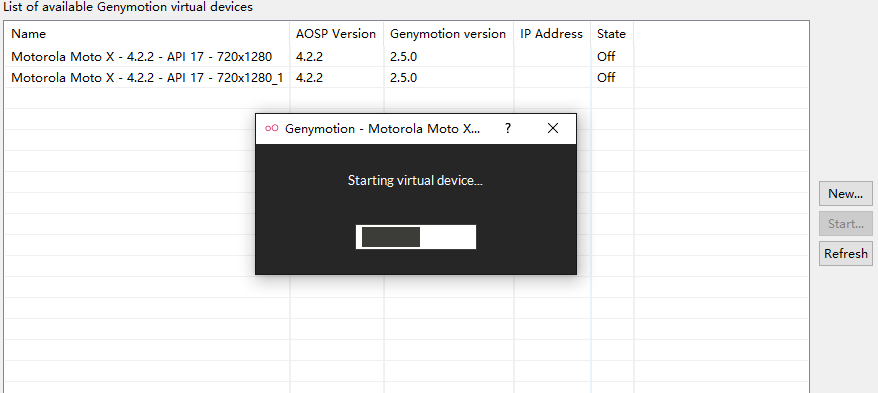 List of available Genymotion virtual devices
Name AOSP Version Genymotion version IP Address State
Motorola Moto X - 4.2.2 - API 17 - 720x1280 4.2.2 2.5.0 Off
Motorola Moto X - 4.2.2 - API 17 - 720x1280_1 4.2.2 2.5.0 Off
Genymotion - Motorola Moto X... ?
Starting virtual device...
New...
Start...
Refresh